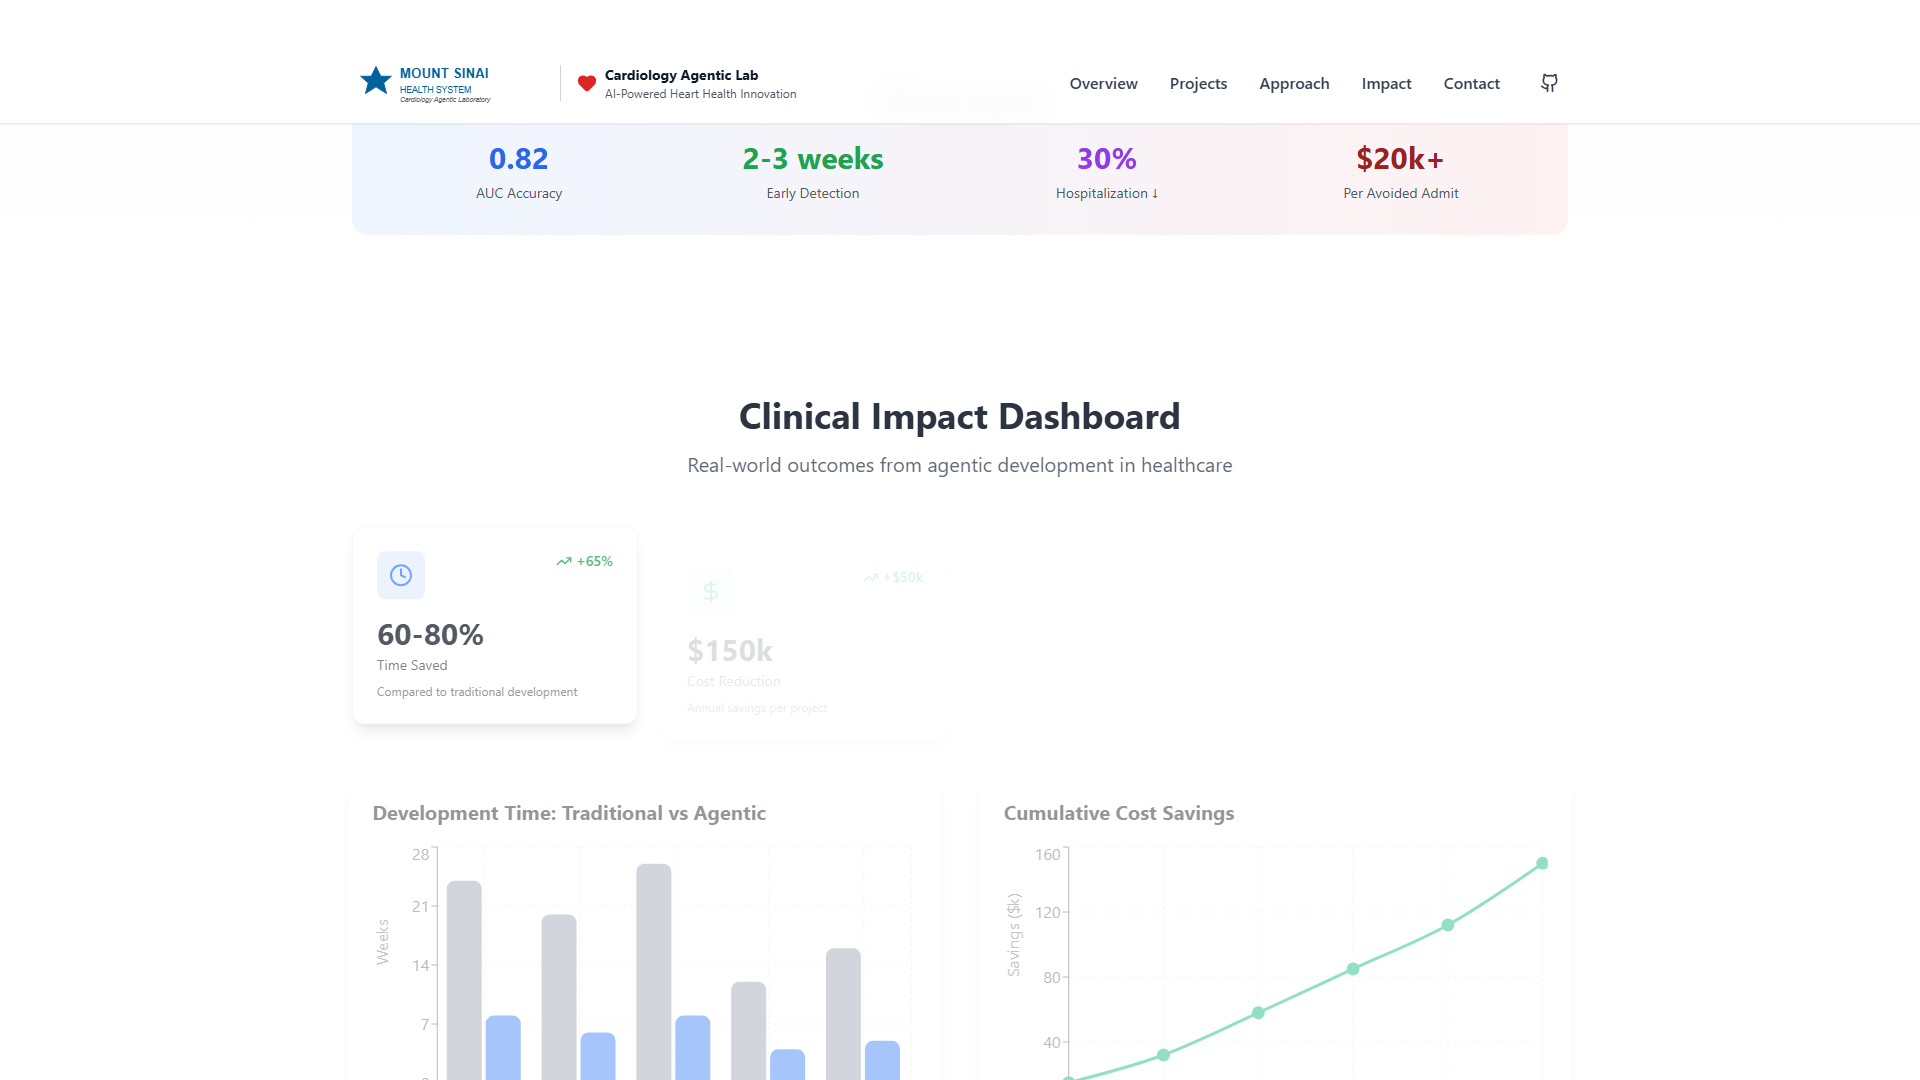 MOUNT SINAI
HEALTH SYSTEM
Cardiology Agentic Laboratory
Cardiology Agentic Lab
AI-Powered Heart Health Innovation
Overview
Projects
Approach
Impact
Contact
0.82
AUC Accuracy
2-3 weeks
Early Detection
30%
Hospitalization ↓
$20k+
Per Avoided Admit
Clinical Impact Dashboard
Real-world outcomes from agentic development in healthcare
+65%
60-80%
Time Saved
Compared to traditional development
+$50k
$150k
Cost Reduction
Annual savings per project
Development Time: Traditional vs Agentic
28
21
14
7
Weeks
Cumulative Cost Savings
160
120
80
40
Savings ($k)